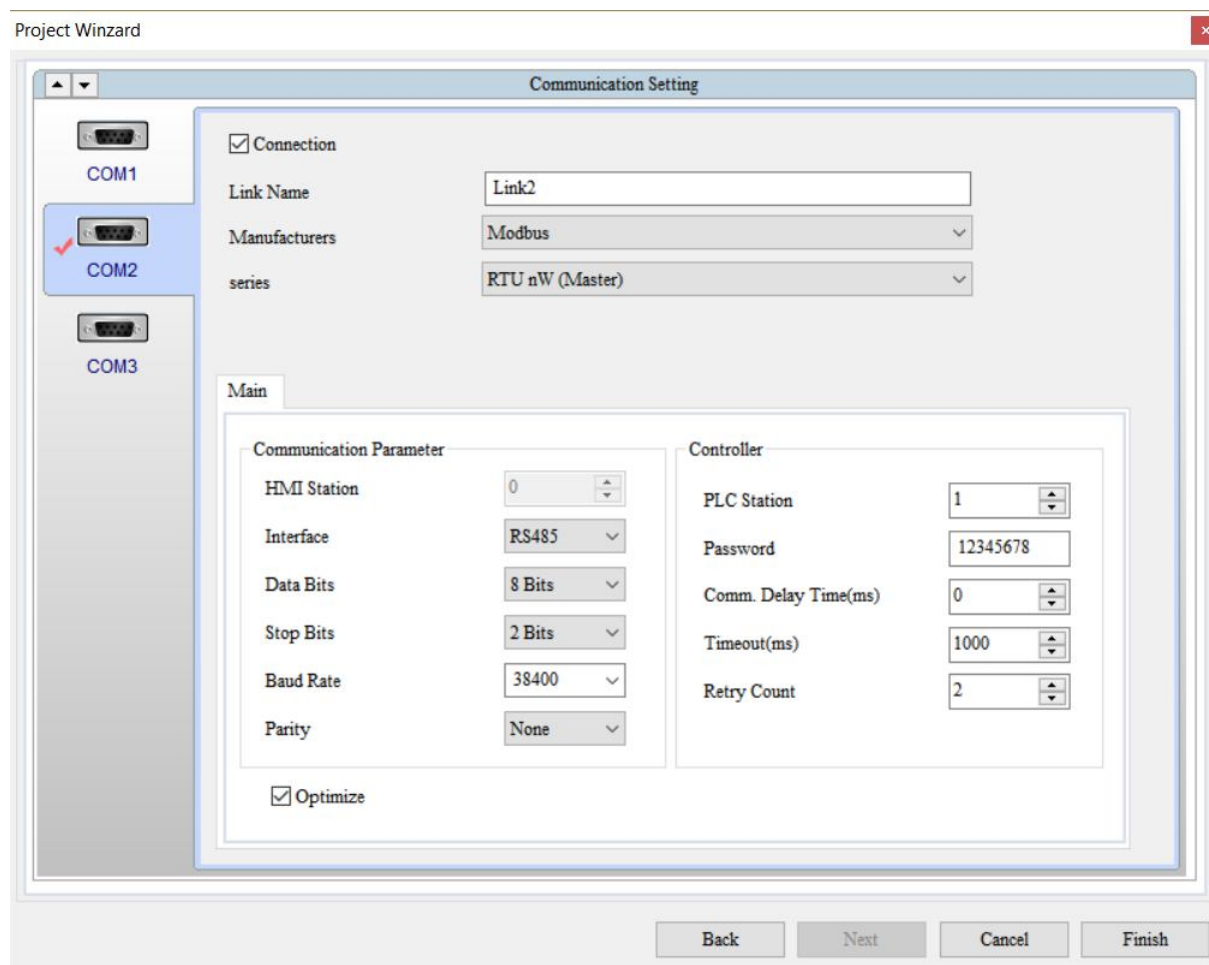 Project Winzard
Communication Setting
COM1
COM2
COM3
Connection
Link Name Link2
Manufacturers Modbus
series RTU nW (Master)
Main
Communication Parameter
HMI Station 0
Interface RS485
Data Bits 8 Bits
Stop Bits 2 Bits
Baud Rate 38400
Parity None
Optimize
Controller
PLC Station 1
Password 12345678
Comm. Delay Time(ms) 0
Timeout(ms) 1000
Retry Count 2
Back Next Cancel Finish